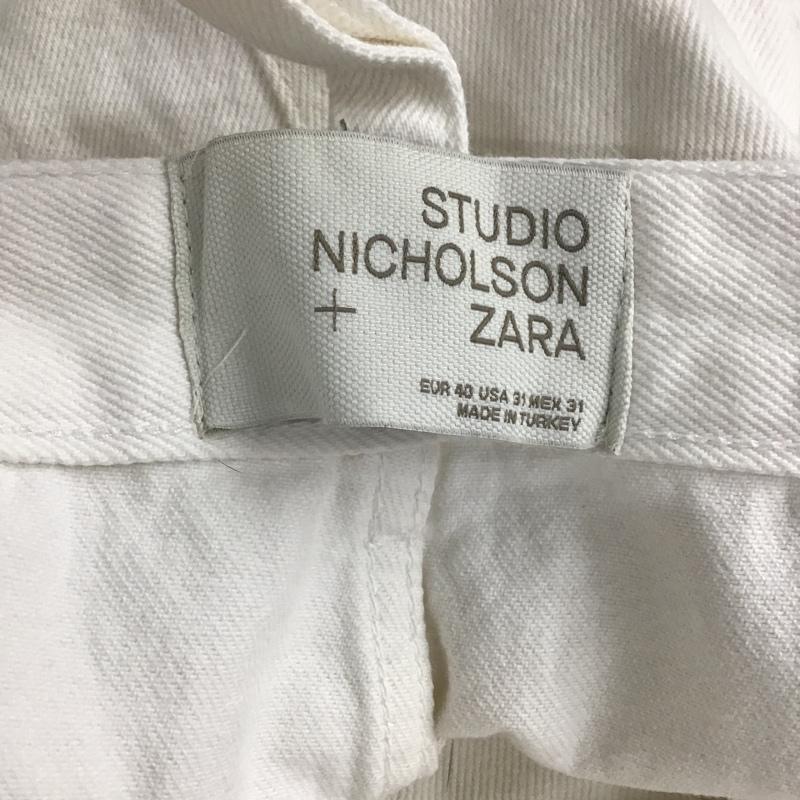 STUDIO
NICHOLSON
+ ZARA
EUR 40 USA 31 MEX 31
MADE IN TURKEY